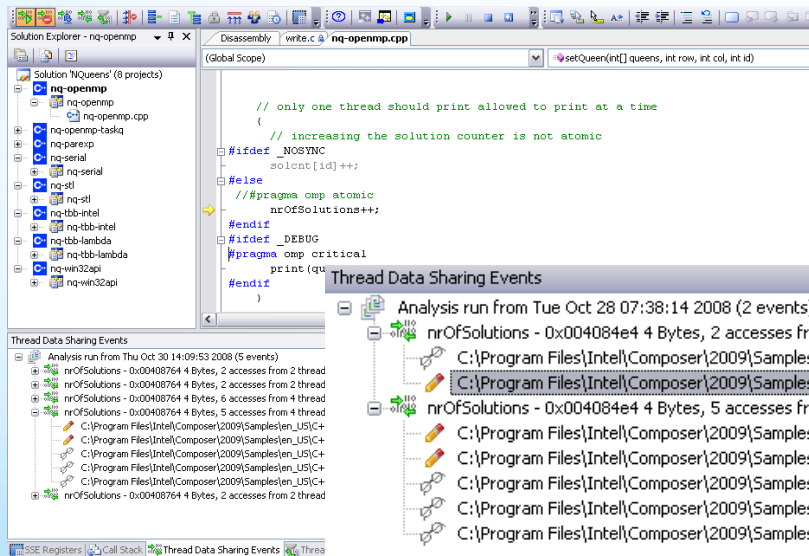 Solution Explorer - nq-openmp
Solution 'NQueens' (8 projects)
nq-openmp
nq-openmp
nq-openmp.cpp
nq-openmp-taskq
nq-parexp
nq-serial
nq-serial
nq-stl
nq-stl
nq-tbb-intel
nq-tbb-intel
nq-tbb-lambda
nq-tbb-lambda
nq-win32api
nq-win32api
Disassembly write.c nq-openmp.cpp
(Global Scope)
setQueen(int[] queens, int row, int col, int id)
// only one thread should print allowed to print at a time
{
// increasing the solution counter is not atomic
#ifdef _NOSYNC
solcnt[id]++;
#else
//#pragma omp atomic
nrOfSolutions++;
#endif
#ifdef _DEBUG
#pragma omp critical
print(qu
#endif
}
Thread Data Sharing Events
Analysis run from Thu Oct 30 14:09:53 2008 (5 events)
nrOfSolutions - 0x00408764 4 Bytes, 2 accesses from 2 thread
nrOfSolutions - 0x00408764 4 Bytes, 2 accesses from 2 thread
nrOfSolutions - 0x00408764 4 Bytes, 6 accesses from 4 thread
nrOfSolutions - 0x00408764 4 Bytes, 5 accesses from 4 thread
C:\Program Files\Intel\Composer\2009\Samples\en_US\C+
C:\Program Files\Intel\Composer\2009\Samples\en_US\C+
C:\Program Files\Intel\Composer\2009\Samples\en_US\C+
C:\Program Files\Intel\Composer\2009\Samples\en_US\C+
C:\Program Files\Intel\Composer\2009\Samples\en_US\C+
nrOfSolutions - 0x00408764 4 Bytes, 2 accesses from 2 thread
SSE Registers Call Stack Thread Data Sharing Events Threa
Thread Data Sharing Events
Analysis run from Tue Oct 28 07:38:14 2008 (2 events)
nrOfSolutions - 0x004084e4 4 Bytes, 2 accesses fr
C:\Program Files\Intel\Composer\2009\Samples
C:\Program Files\Intel\Composer\2009\Samples
nrOfSolutions - 0x004084e4 4 Bytes, 5 accesses fr
C:\Program Files\Intel\Composer\2009\Samples
C:\Program Files\Intel\Composer\2009\Samples
C:\Program Files\Intel\Composer\2009\Samples
C:\Program Files\Intel\Composer\2009\Samples
C:\Program Files\Intel\Composer\2009\Samples